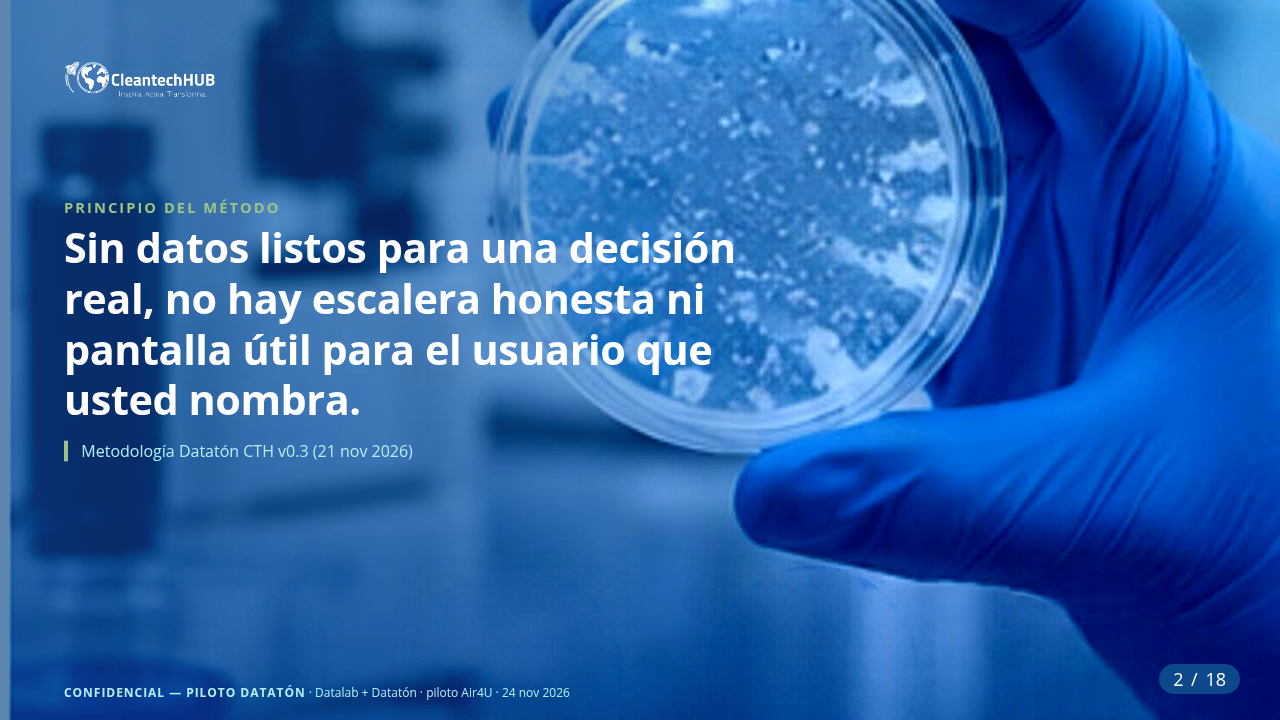 CleantechHUB
Inspira. Actúa. Transforma.
PRINCIPIO DEL MÉTODO
Sin datos listos para una decisión
real, no hay escalera honesta ni
pantalla útil para el usuario que
usted nombra.
Metodología Datatón CTH v0.3 (21 nov 2026)
CONFIDENCIAL — PILOTO DATATÓN · Datalab + Datatón · piloto Air4U · 24 nov 2026
2 / 18